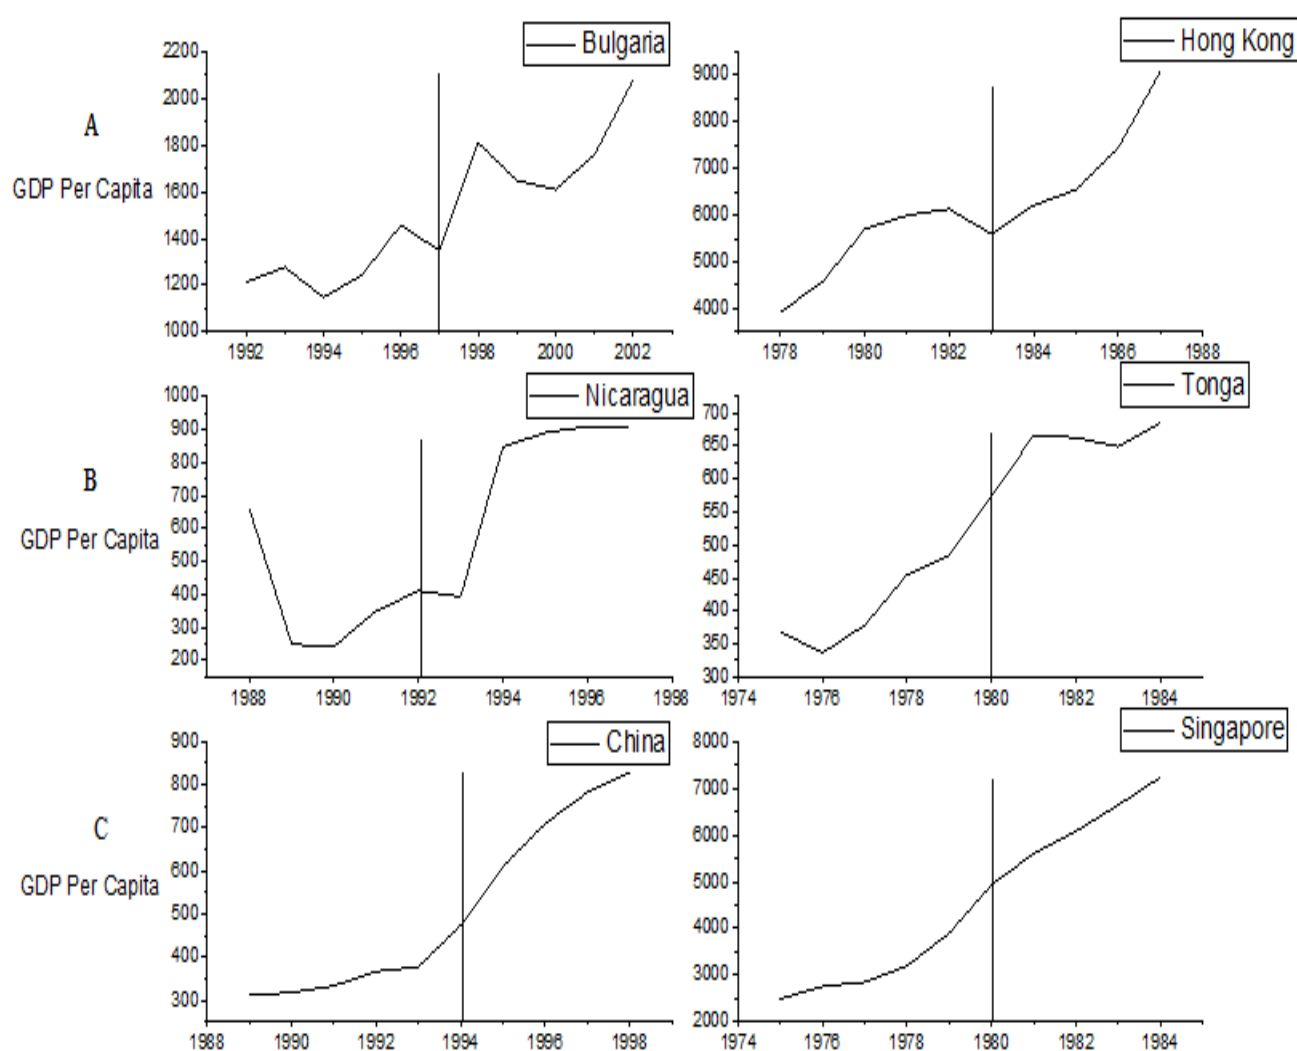 Bulgaria
2200
2000
1800
1600
1400
1200
1000
A
GDP Per Capita
1992 1994 1996 1998 2000 2002
Hong Kong
9000
8000
7000
6000
5000
4000
1978 1980 1982 1984 1986 1988
Nicaragua
1000
900
800
700
600
500
400
300
200
B
GDP Per Capita
1988 1990 1992 1994 1996 1998
Tonga
700
650
600
550
500
450
400
350
300
1974 1976 1978 1980 1982 1984
China
900
800
700
600
500
400
300
C
GDP Per Capita
1988 1990 1992 1994 1996 1998
Singapore
8000
7000
6000
5000
4000
3000
2000
1974 1976 1978 1980 1982 1984